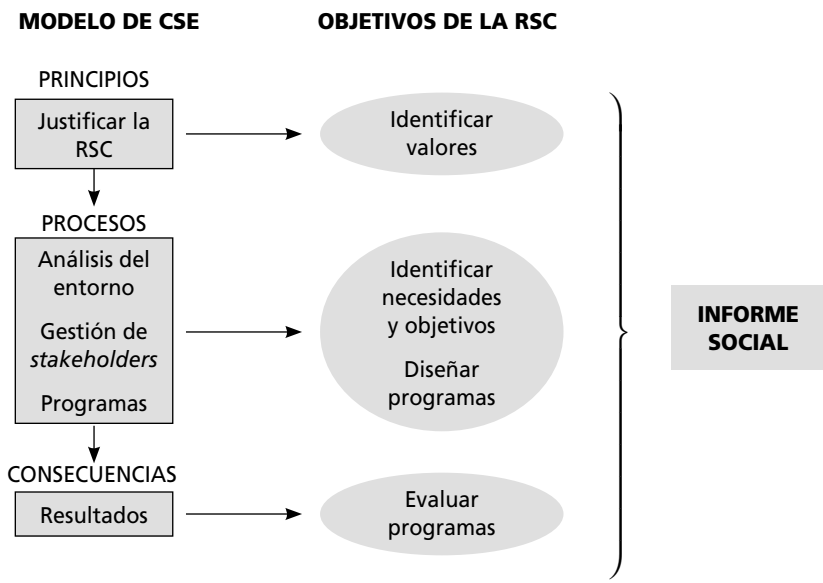 MODELO DE CSE
OBJETIVOS DE LA RSC
PRINCIPIOS
Justificar la
RSC
Identificar
valores
PROCESOS
Análisis del
entorno
Gestión de
stakeholders
Programas
Identificar
necesidades
y objetivos
Diseñar
programas
INFORME
SOCIAL
CONSECUENCIAS
Resultados
Evaluar
programas